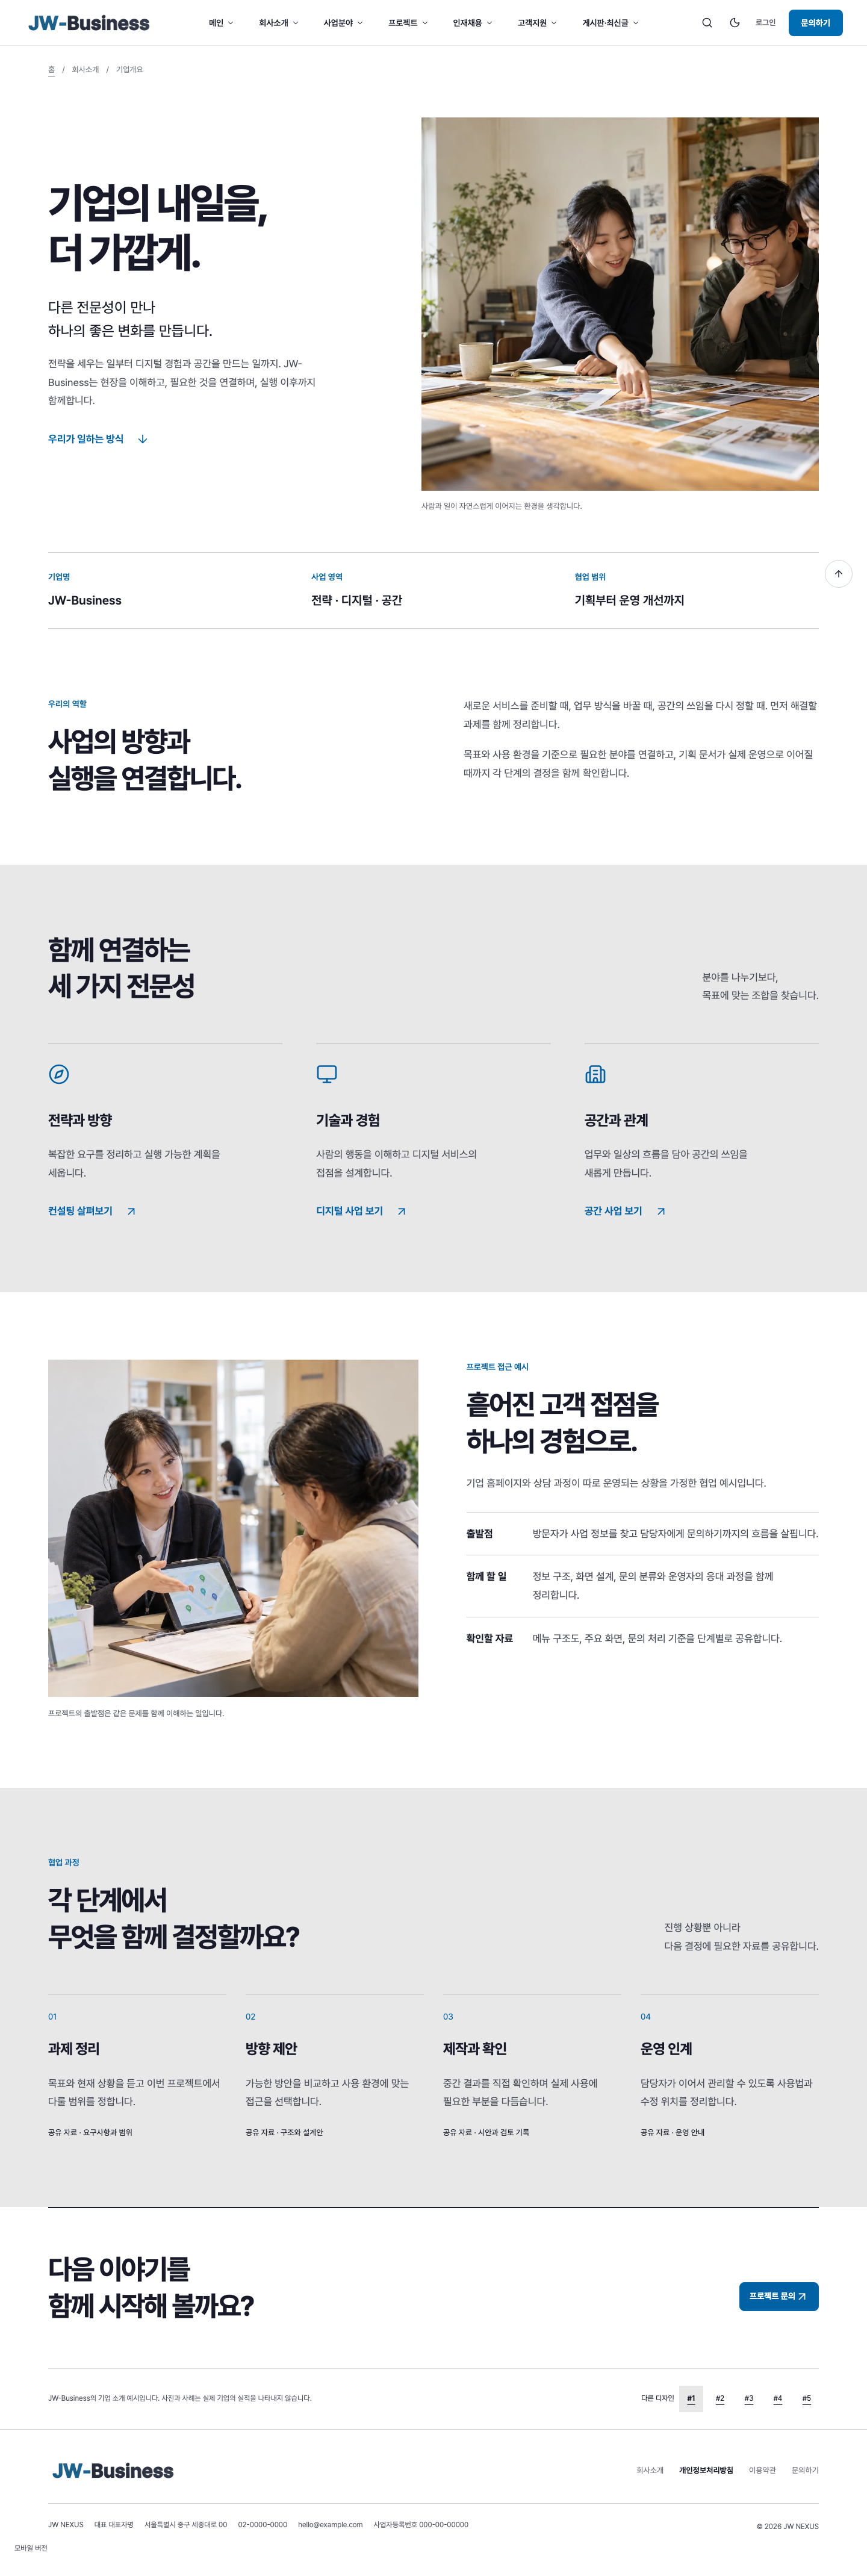 JW-Business
메인 회사소개 사업분야 프로젝트 인재채용 고객지원 게시판·최신글 로그인 문의하기
홈 / 회사소개 / 기업개요
기업의 내일을,
더 가깝게.
다른 전문성이 만나
하나의 좋은 변화를 만듭니다.
전략을 세우는 일부터 디지털 경험과 공간을 만드는 일까지. JW-
Business는 현장을 이해하고, 필요한 것을 연결하며, 실행 이후까지
함께합니다.
우리가 일하는 방식
사람과 일이 자연스럽게 이어지는 환경을 생각합니다.
기업명
JW-Business
사업 영역
전략 · 디지털 · 공간
협업 범위
기획부터 운영 개선까지
우리의 역할
사업의 방향과
실행을 연결합니다.
새로운 서비스를 준비할 때, 업무 방식을 바꿀 때, 공간의 쓰임을 다시 정할 때. 먼저 해결할
과제를 함께 정리합니다.
목표와 사용 환경을 기준으로 필요한 분야를 연결하고, 기획 문서가 실제 운영으로 이어질
때까지 각 단계의 결정을 함께 확인합니다.
함께 연결하는
세 가지 전문성
분야를 나누기보다,
목표에 맞는 조합을 찾습니다.
전략과 방향
복잡한 요구를 정리하고 실행 가능한 계획을
세웁니다.
컨설팅 살펴보기
기술과 경험
사람의 행동을 이해하고 디지털 서비스의
접점을 설계합니다.
디지털 사업 보기
공간과 관계
업무와 일상의 흐름을 담아 공간의 쓰임을
새롭게 만듭니다.
공간 사업 보기
프로젝트의 출발점은 같은 문제를 함께 이해하는 일입니다.
프로젝트 접근 예시
흩어진 고객 접점을
하나의 경험으로.
기업 홈페이지와 상담 과정이 따로 운영되는 상황을 가정한 협업 예시입니다.
출발점 방문자가 사업 정보를 찾고 담당자에게 문의하기까지의 흐름을 살핍니다.
함께 할 일 정보 구조, 화면 설계, 문의 분류와 운영자의 응대 과정을 함께
정리합니다.
확인할 자료 메뉴 구조도, 주요 화면, 문의 처리 기준을 단계별로 공유합니다.
협업 과정
각 단계에서
무엇을 함께 결정할까요?
진행 상황뿐 아니라
다음 결정에 필요한 자료를 공유합니다.
01
과제 정리
목표와 현재 상황을 듣고 이번 프로젝트에서
다룰 범위를 정합니다.
공유 자료 · 요구사항과 범위
02
방향 제안
가능한 방안을 비교하고 사용 환경에 맞는
접근을 선택합니다.
공유 자료 · 구조와 설계안
03
제작과 확인
중간 결과를 직접 확인하며 실제 사용에
필요한 부분을 다듬습니다.
공유 자료 · 시안과 검토 기록
04
운영 인계
담당자가 이어서 관리할 수 있도록 사용법과
수정 위치를 정리합니다.
공유 자료 · 운영 안내
다음 이야기를
함께 시작해 볼까요?
프로젝트 문의
JW-Business의 기업 소개 예시입니다. 사진과 사례는 실제 기업의 실적을 나타내지 않습니다.
다른 디자인 #1 #2 #3 #4 #5
JW-Business
회사소개 개인정보처리방침 이용약관 문의하기
JW NEXUS 대표 대표자명 서울특별시 중구 세종대로 00 02-0000-0000 hello@example.com 사업자등록번호 000-00-00000
© 2026 JW NEXUS
모바일 버전